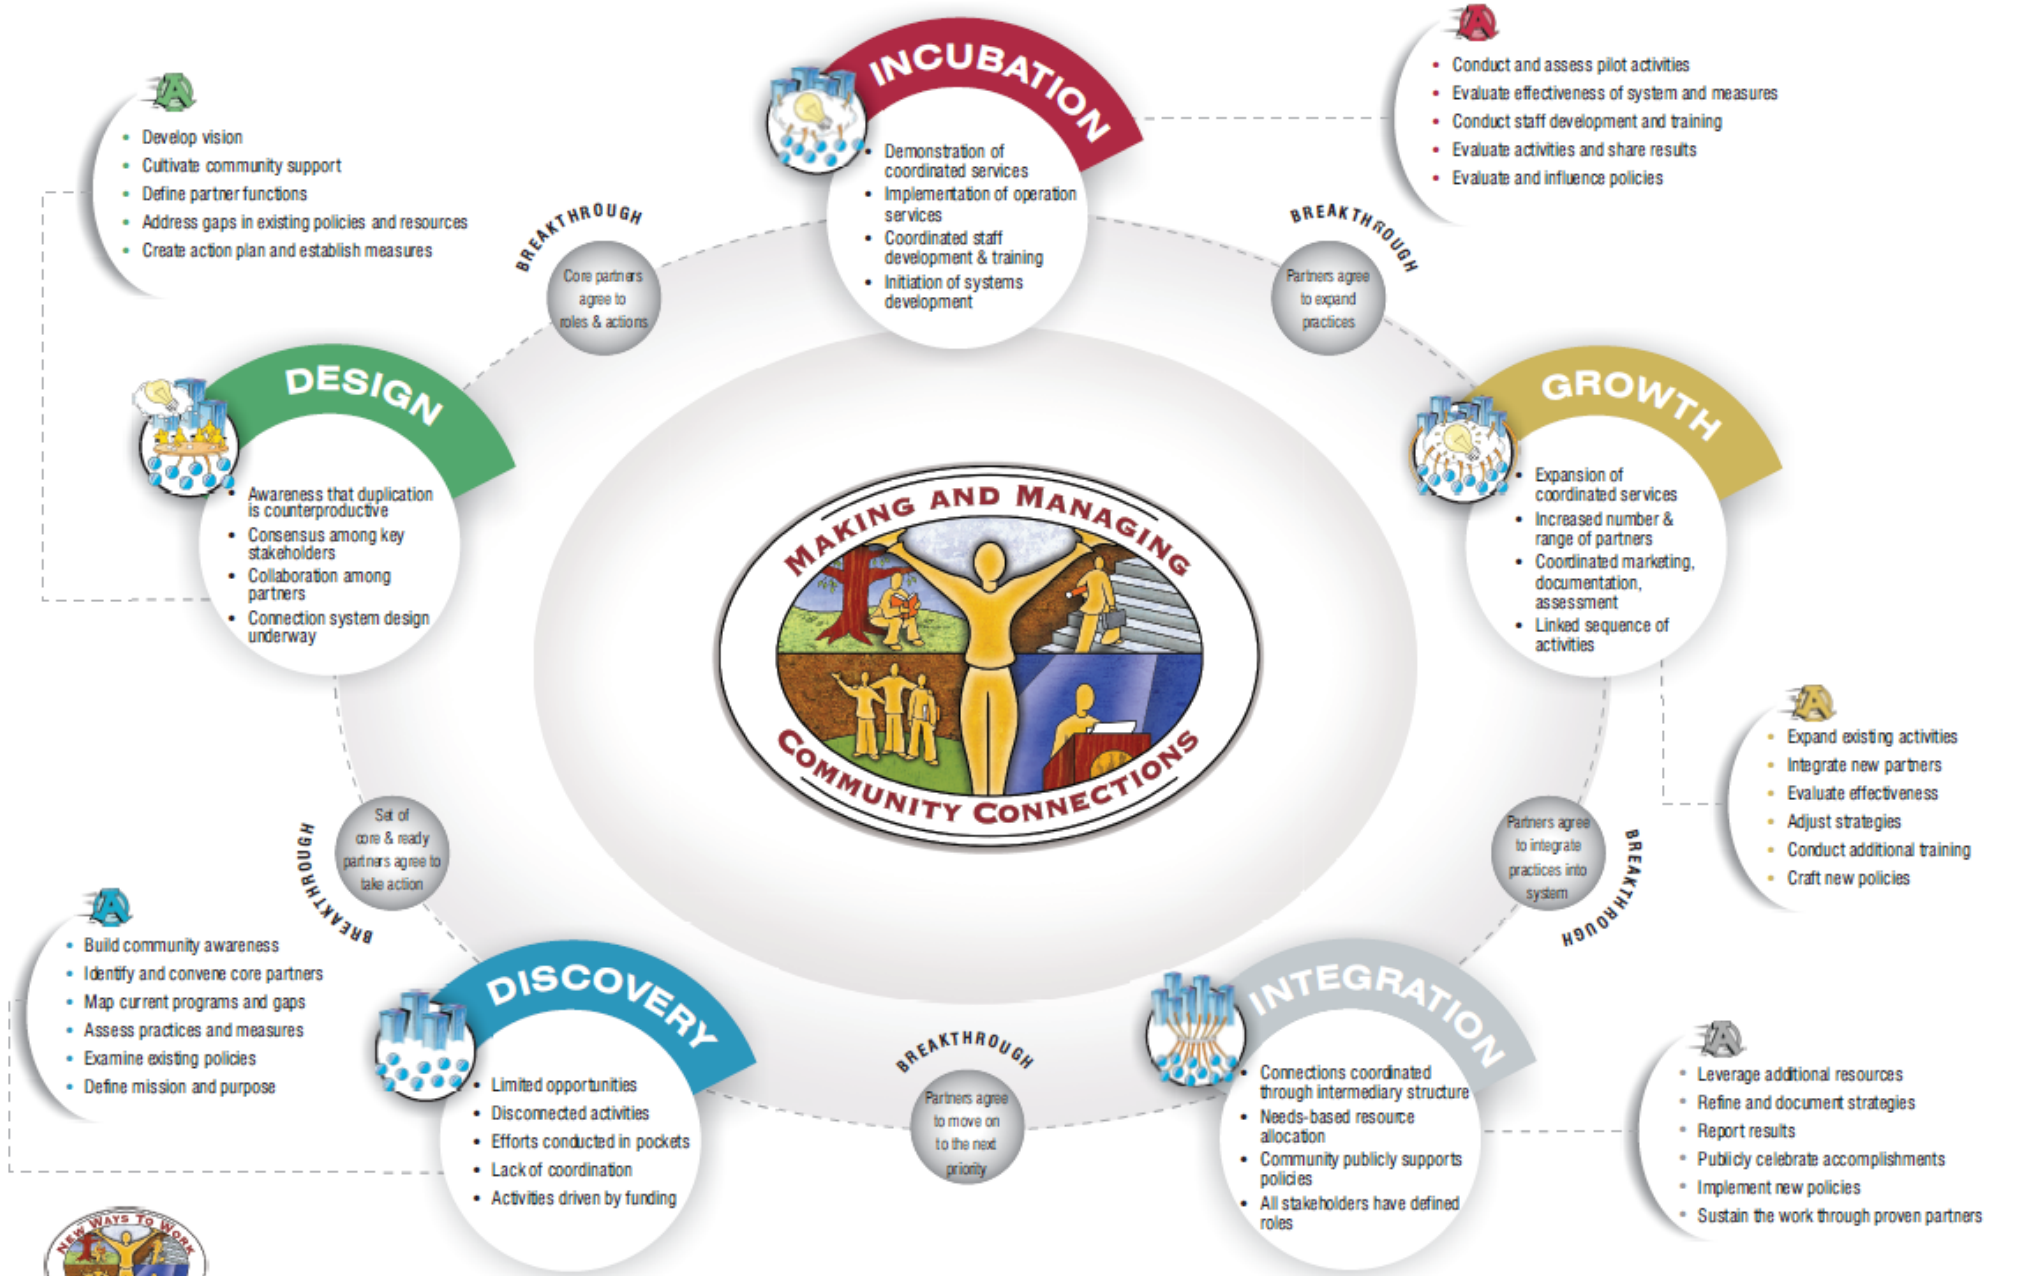 INCUBATION
Demonstration of
coordinated services
Implementation of operation
services
Coordinated staff
development & training
Initiation of systems
development
Conduct and assess pilot activities
Evaluate effectiveness of system and measures
Conduct staff development and training
Evaluate activities and share results
Evaluate and influence policies
Develop vision
Cultivate community support
Define partner functions
Address gaps in existing policies and resources
Create action plan and establish measures
BREAKTHROUGH
Core partners
agree to
roles & actions
BREAKTHROUGH
Partners agree
to expand
practices
DESIGN
Awareness that duplication
is counterproductive
Consensus among key
stakeholders
Collaboration among
partners
Connection system design
underway
GROWTH
Expansion of
coordinated services
Increased number &
range of partners
Coordinated marketing,
documentation,
assessment
Linked sequence of
activities
MAKING AND MANAGING
COMMUNITY CONNECTIONS
Expand existing activities
Integrate new partners
Evaluate effectiveness
Adjust strategies
Conduct additional training
Craft new policies
Set of
core & ready
partners agree to
take action
BREAKTHROUGH
Partners agree
to integrate
practices into
system
BREAKTHROUGH
Build community awareness
Identify and convene core partners
Map current programs and gaps
Assess practices and measures
Examine existing policies
Define mission and purpose
DISCOVERY
Limited opportunities
Disconnected activities
Efforts conducted in pockets
Lack of coordination
Activities driven by funding
BREAKTHROUGH
Partners agree
to move on
to the next
priority
INTEGRATION
Connections coordinated
through intermediary structure
Needs-based resource
allocation
Community publicly supports
policies
All stakeholders have defined
roles
Leverage additional resources
Refine and document strategies
Report results
Publicly celebrate accomplishments
Implement new policies
Sustain the work through proven partners
NEW WAYS TO WORK